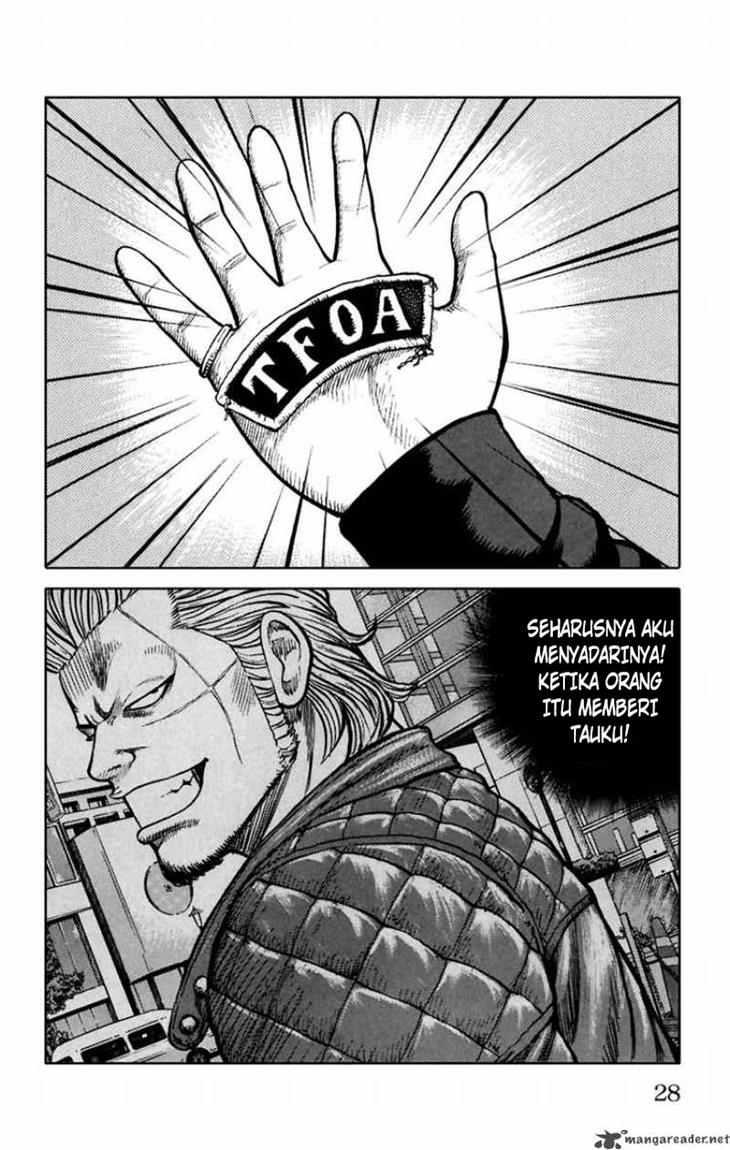 TFOA
SEHARUSNYA AKU
MENYADARINYA!
KETIKA ORANG
ITU MEMBERI
TAUKU!
28
mangareader.net